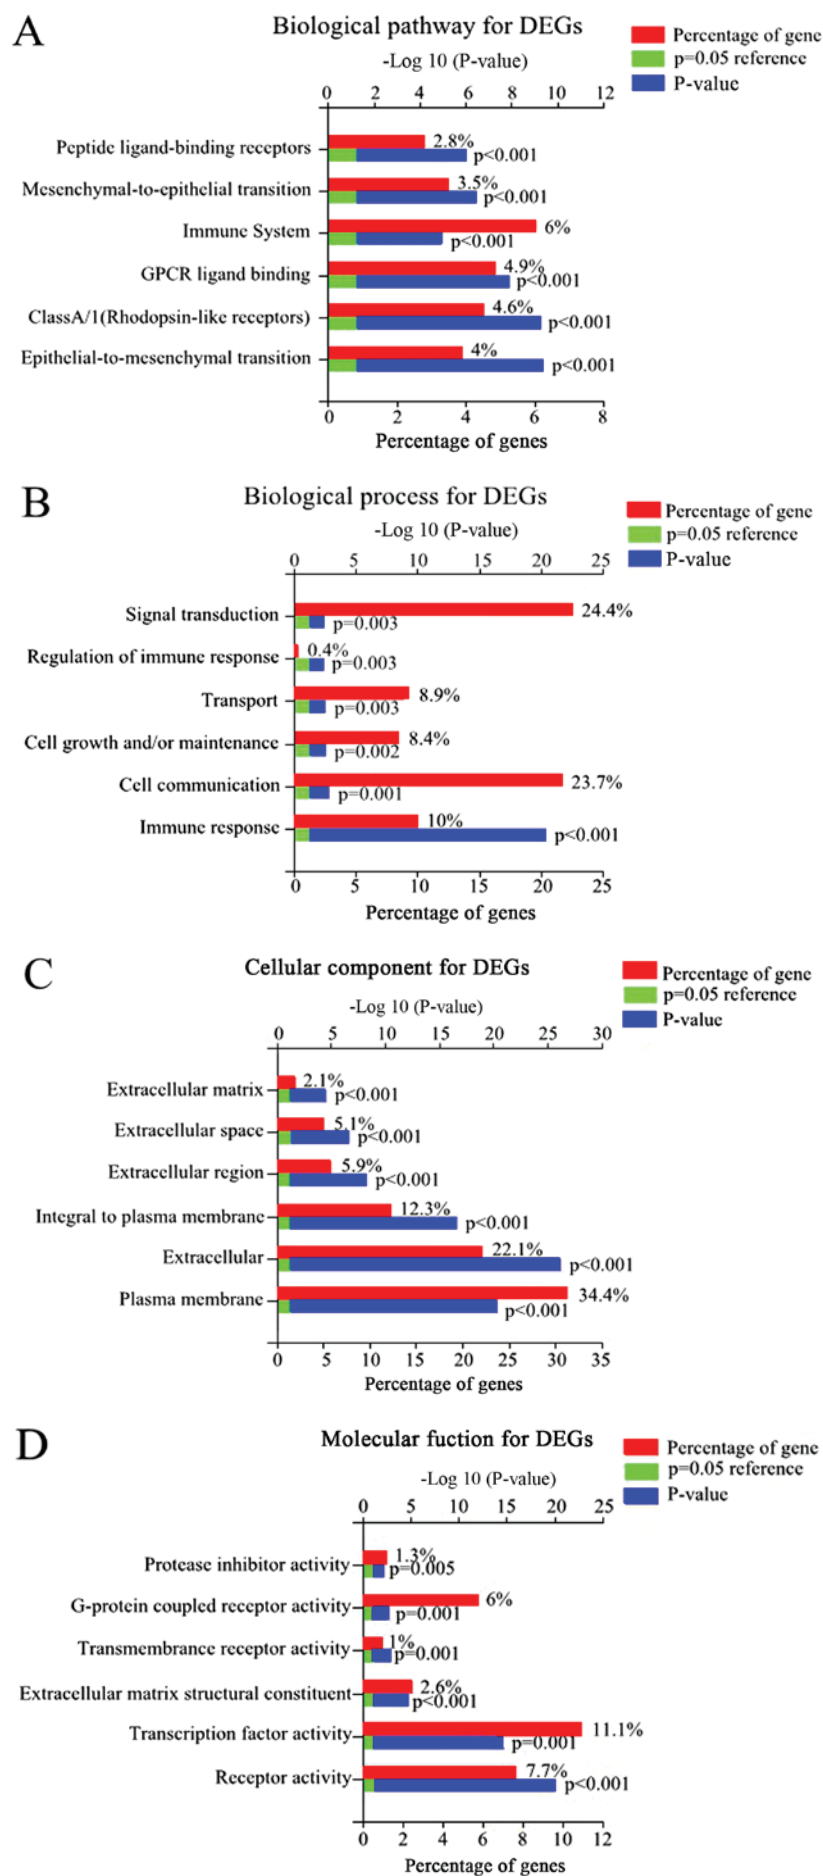 A
Biological pathway for DEGs
Percentage of gene
p=0.05 reference
P-value
-Log 10 (P-value)
0 2 4 6 8 10 12
Peptide ligand-binding receptors 2.8%
p<0.001
Mesenchymal-to-epithelial transition 3.5%
p<0.001
Immune System 6%
p<0.001
GPCR ligand binding 4.9%
p<0.001
ClassA/1(Rhodopsin-like receptors) 4.6%
p<0.001
Epithelial-to-mesenchymal transition 4%
p<0.001
0 2 4 6 8
Percentage of genes
B
Biological process for DEGs
Percentage of gene
p=0.05 reference
P-value
-Log 10 (P-value)
0 5 10 15 20 25
Signal transduction 24.4%
p=0.003
Regulation of immune response 0.4%
p=0.003
Transport 8.9%
p=0.003
Cell growth and/or maintenance 8.4%
p=0.002
Cell communication 23.7%
p=0.001
Immune response 10%
p<0.001
0 5 10 15 20 25
Percentage of genes
C
Cellular component for DEGs
Percentage of gene
p=0.05 reference
P-value
-Log 10 (P-value)
0 5 10 15 20 25 30
Extracellular matrix 2.1%
p<0.001
Extracellular space 5.1%
p<0.001
Extracellular region 5.9%
p<0.001
Integral to plasma membrane 12.3%
p<0.001
Extracellular 22.1%
p<0.001
Plasma membrane 34.4%
p<0.001
0 5 10 15 20 25 30 35
Percentage of genes
D
Molecular fuction for DEGs
Percentage of gene
p=0.05 reference
P-value
-Log 10 (P-value)
0 5 10 15 20 25
Protease inhibitor activity 1.3%
p=0.005
G-protein coupled receptor activity 6%
p=0.001
Transmembrance receptor activity 1%
p=0.001
Extracellular matrix structural constituent 2.6%
p<0.001
Transcription factor activity 11.1%
p=0.001
Receptor activity 7.7%
p<0.001
0 2 4 6 8 10 12
Percentage of genes